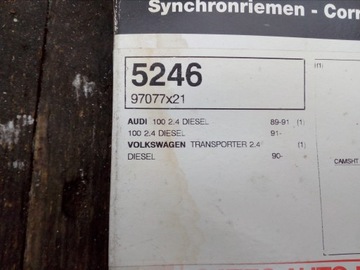 Synchronriemen - Corr
5246
97077x21
(1)
AUDI 100 2.4 DIESEL 89-91 (1)
100 2.4 DIESEL 91-
VOLKSWAGEN TRANSPORTER 2.4 (1)
DIESEL 90-
CAMSHT